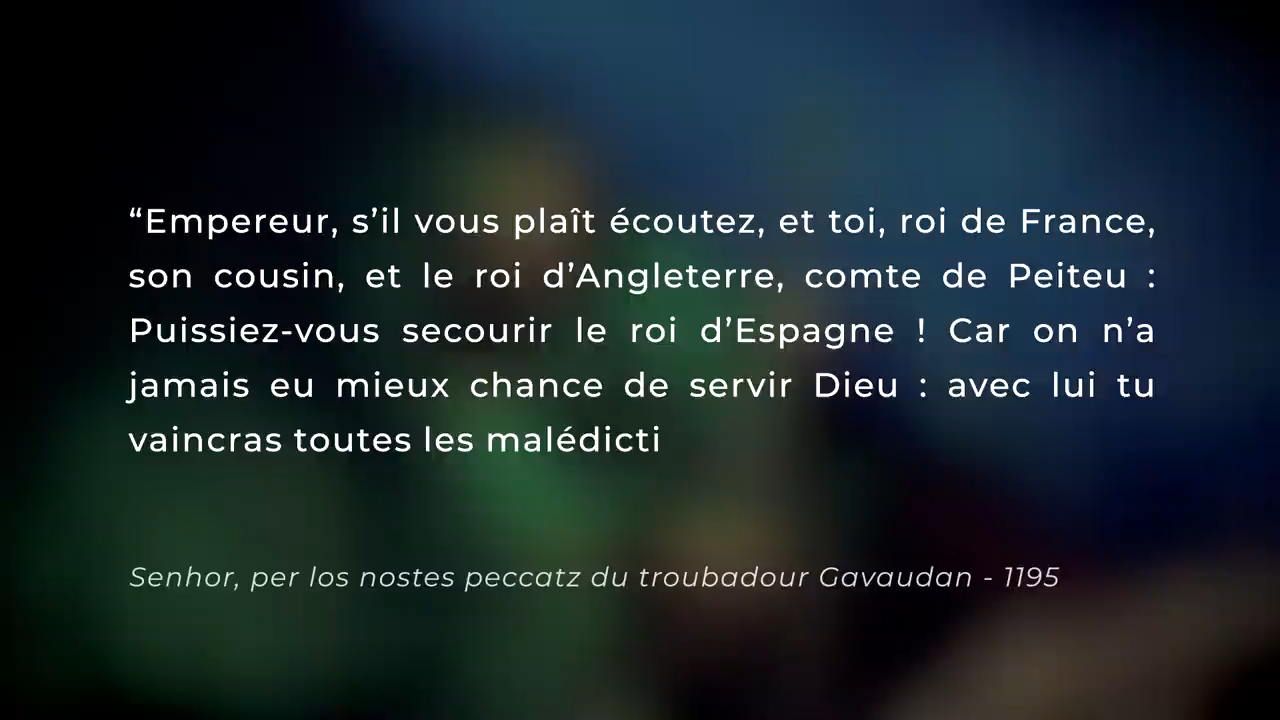 “Empereur, s’il vous plaît écoutez, et toi, roi de France,
son cousin, et le roi d’Angleterre, comte de Peiteu :
Puissiez-vous secourir le roi d’Espagne ! Car on n’a
jamais eu mieux chance de servir Dieu : avec lui tu
vaincras toutes les malédicti
Senhor, per los nostes peccatz du troubadour Gavaudan - 1195